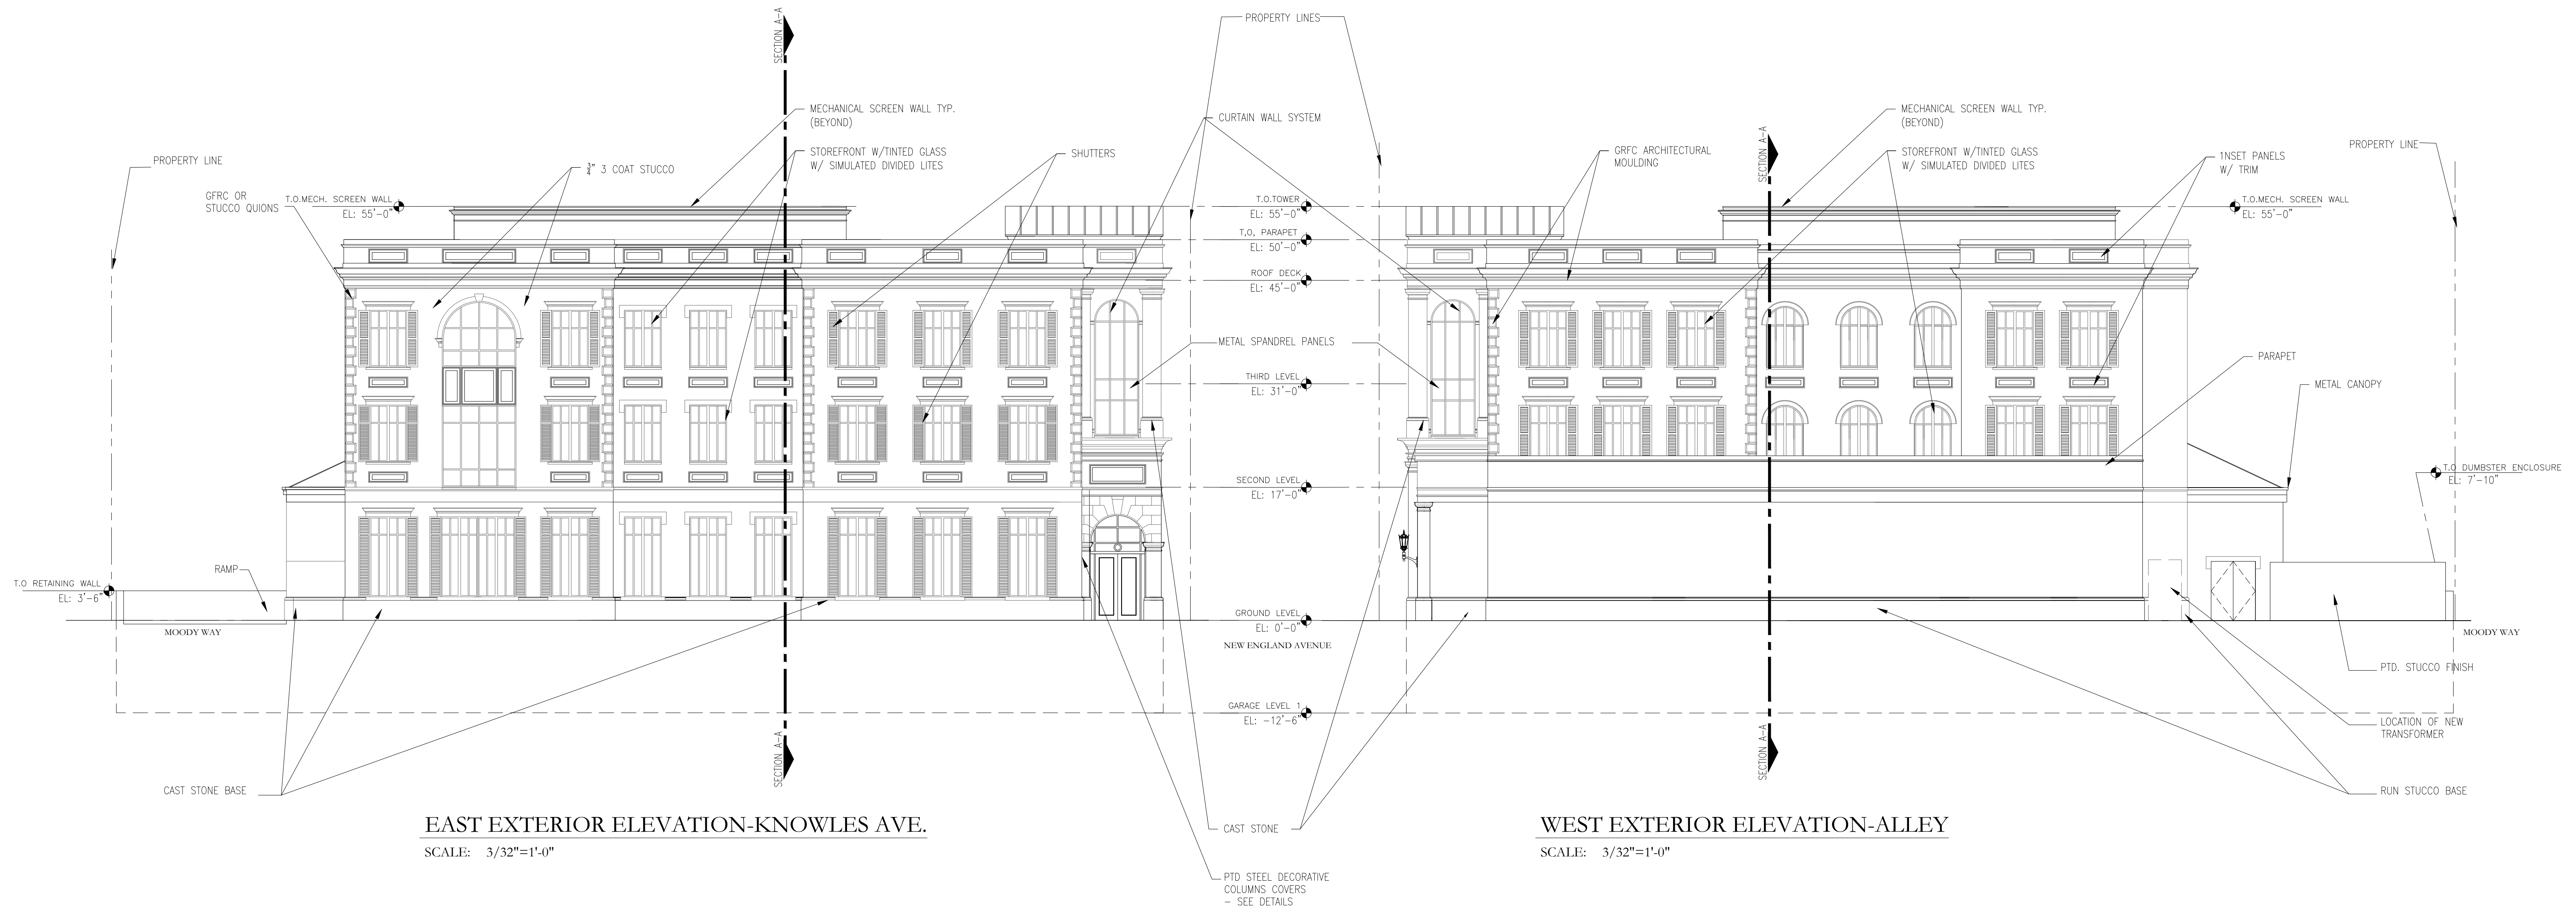 SECTION A-A
PROPERTY LINES
MECHANICAL SCREEN WALL TYP.
(BEYOND)
CURTAIN WALL SYSTEM
MECHANICAL SCREEN WALL TYP.
(BEYOND)
SECTION A-A
PROPERTY LINE
STOREFRONT W/TINTED GLASS
W/ SIMULATED DIVIDED LITES
SHUTTERS
GRFC ARCHITECTURAL
MOULDING
STOREFRONT W/TINTED GLASS
W/ SIMULATED DIVIDED LITES
1NSET PANELS
W/ TRIM
PROPERTY LINE
3/4" 3 COAT STUCCO
GFRC OR
STUCCO QUIONS
T.O.MECH. SCREEN WALL
EL: 55'-0"
T.O.TOWER
EL: 55'-0"
T.O.MECH. SCREEN WALL
EL: 55'-0"
T,O, PARAPET
EL: 50'-0"
ROOF DECK
EL: 45'-0"
METAL SPANDREL PANELS
PARAPET
THIRD LEVEL
EL: 31'-0"
METAL CANOPY
SECOND LEVEL
EL: 17'-0"
T.O DUMBSTER ENCLOSURE
EL: 7'-10"
RAMP
T.O RETAINING WALL
EL: 3'-6"
GROUND LEVEL
EL: 0'-0"
MOODY WAY
NEW ENGLAND AVENUE
MOODY WAY
PTD. STUCCO FINISH
GARAGE LEVEL 1
EL: -12'-6"
LOCATION OF NEW
TRANSFORMER
SECTION A-A
SECTION A-A
CAST STONE BASE
RUN STUCCO BASE
CAST STONE
EAST EXTERIOR ELEVATION-KNOWLES AVE.
SCALE: 3/32"=1'-0"
WEST EXTERIOR ELEVATION-ALLEY
SCALE: 3/32"=1'-0"
PTD STEEL DECORATIVE
COLUMNS COVERS
- SEE DETAILS